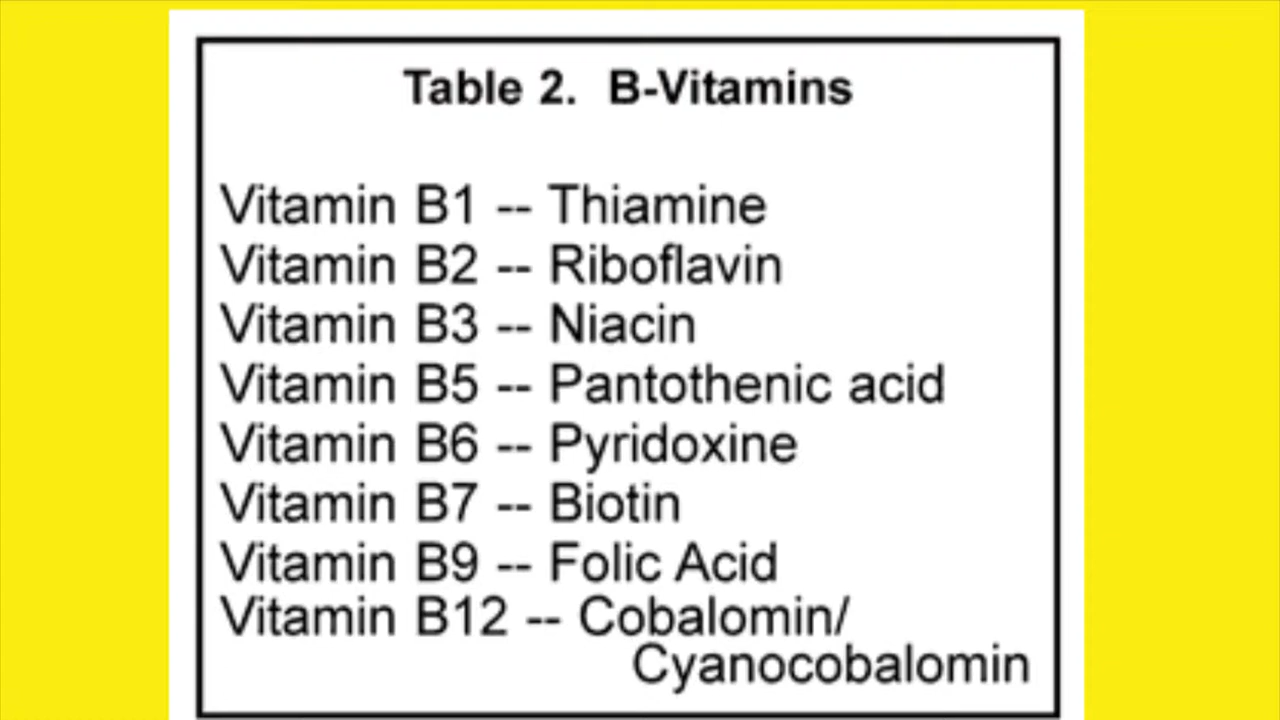 Table 2. B-Vitamins
Vitamin B1 -- Thiamine
Vitamin B2 -- Riboflavin
Vitamin B3 -- Niacin
Vitamin B5 -- Pantothenic acid
Vitamin B6 -- Pyridoxine
Vitamin B7 -- Biotin
Vitamin B9 -- Folic Acid
Vitamin B12 -- Cobalomin/
Cyanocobalomin